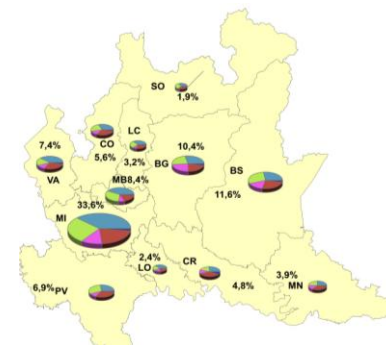 SO
1,9%
7,4%
VA
CO
5,6%
LC
3,2%
10,4%
BG
MB8,4%
BS
11,6%
33,6%
MI
2,4%
LO
CR
4,8%
3,9%
MN
6,9%
PV